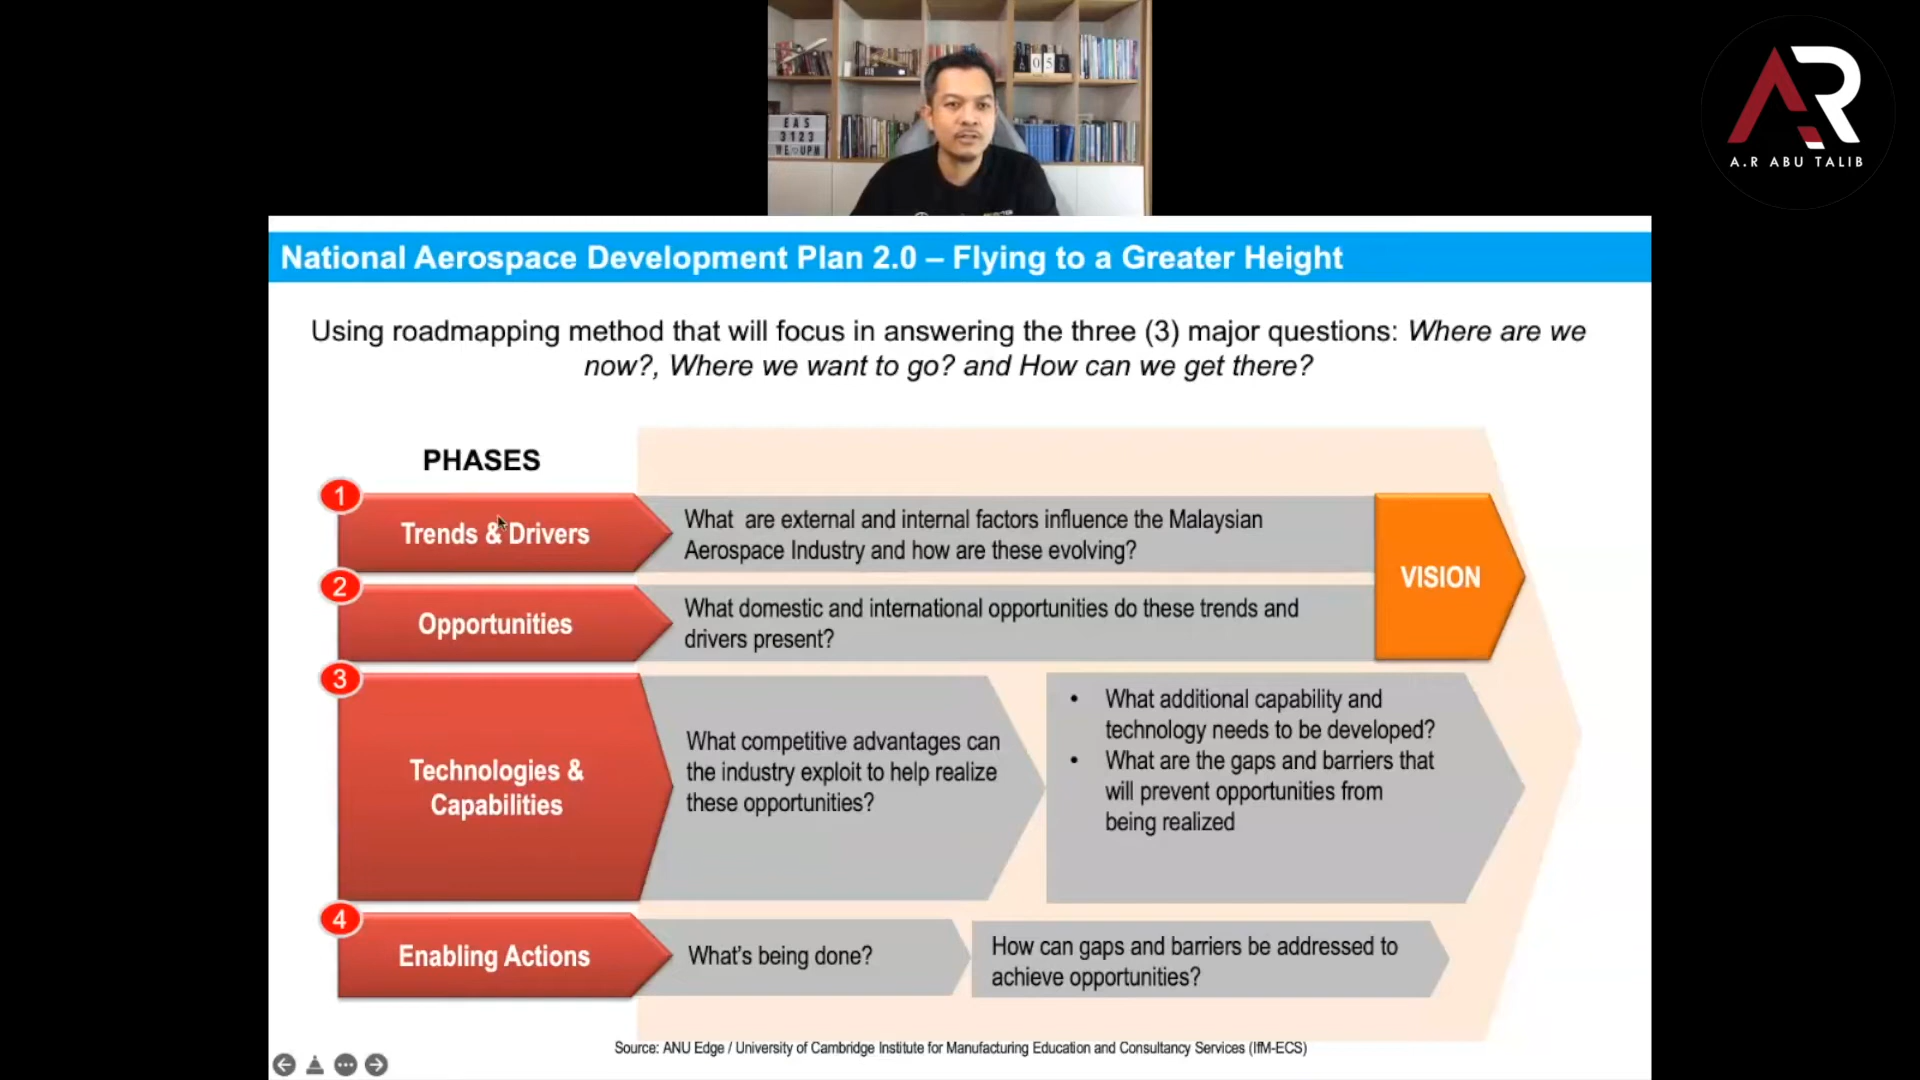 05
EAS
3123
WE♡UPM
AR
A.R ABU TALIB
National Aerospace Development Plan 2.0 – Flying to a Greater Height
Using roadmapping method that will focus in answering the three (3) major questions: Where are we
now?, Where we want to go? and How can we get there?
PHASES
1
Trends & Drivers
What are external and internal factors influence the Malaysian
Aerospace Industry and how are these evolving?
VISION
2
Opportunities
What domestic and international opportunities do these trends and
drivers present?
3
Technologies &
Capabilities
What competitive advantages can
the industry exploit to help realize
these opportunities?
• What additional capability and
technology needs to be developed?
• What are the gaps and barriers that
will prevent opportunities from
being realized
4
Enabling Actions
What's being done?
How can gaps and barriers be addressed to
achieve opportunities?
Source: ANU Edge / University of Cambridge Institute for Manufacturing Education and Consultancy Services (IfM-ECS)